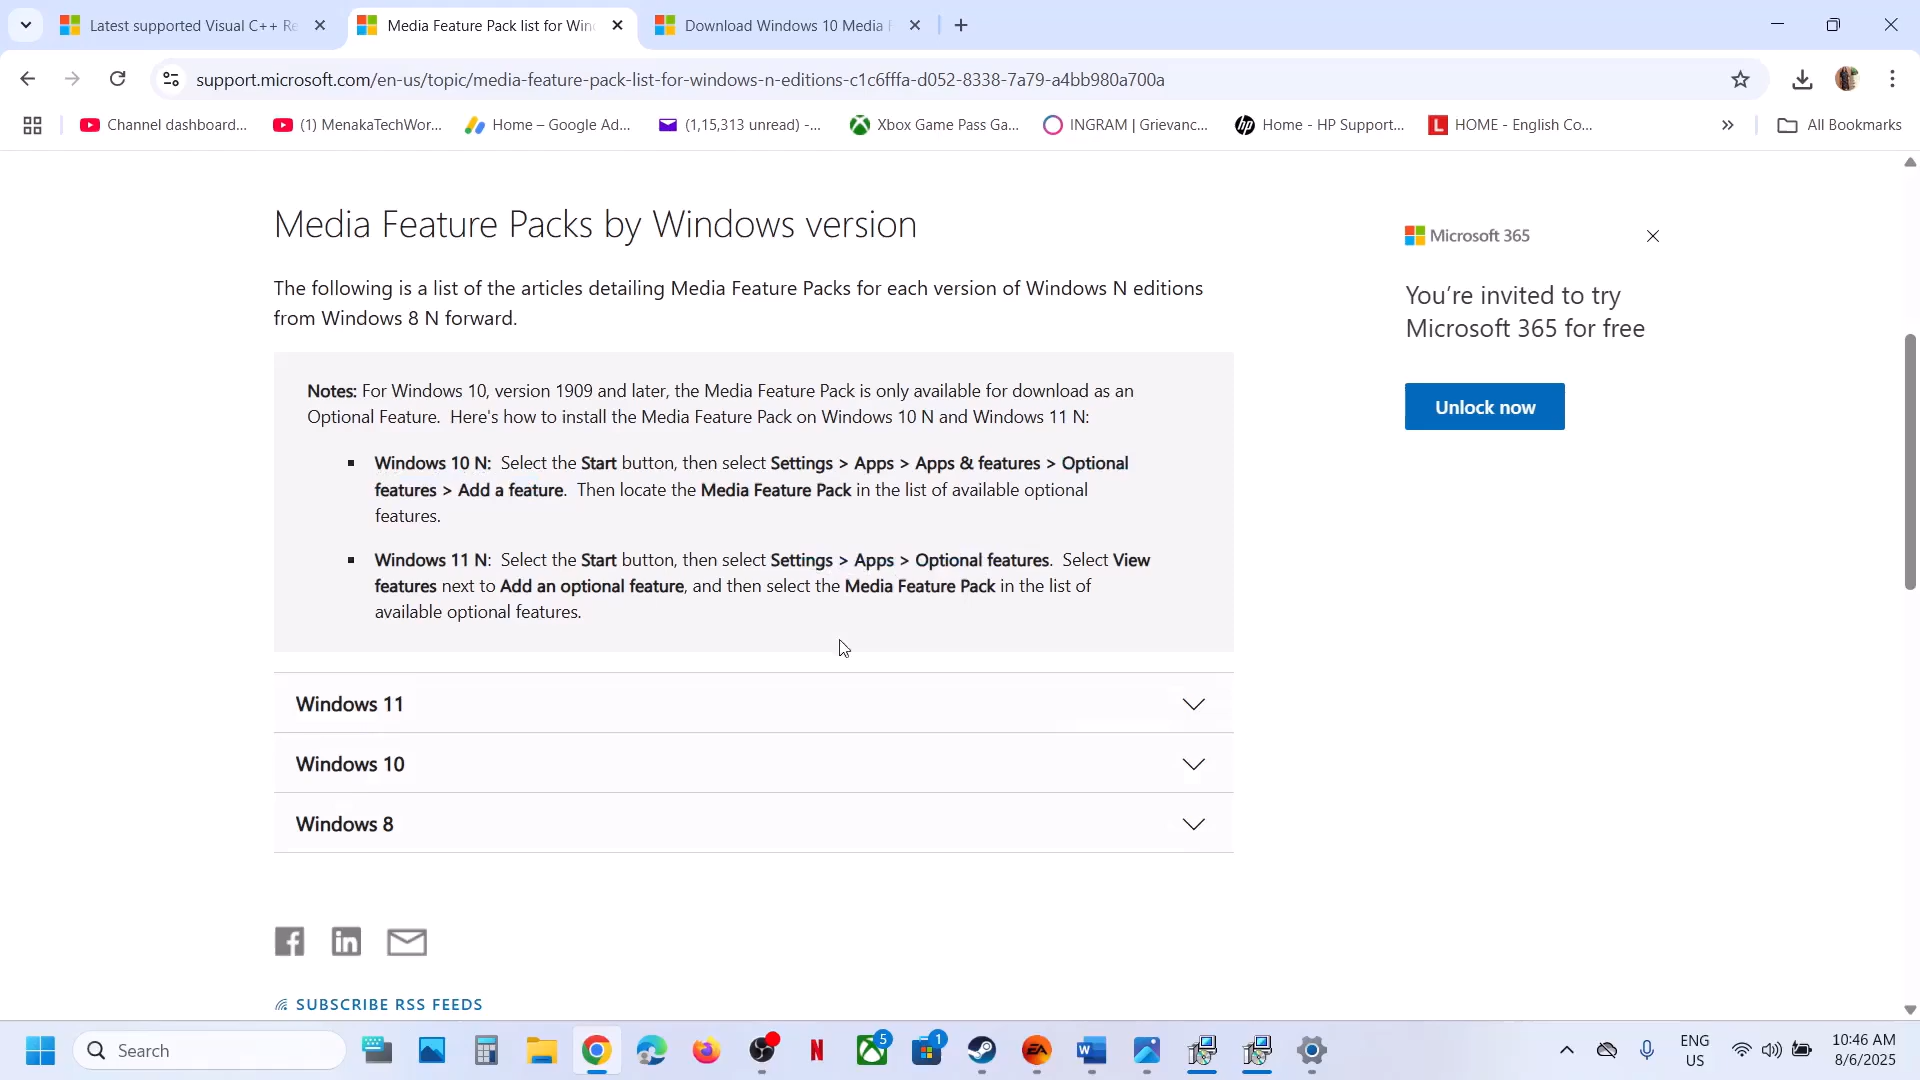 Latest supported Visual C++ Re
Media Feature Pack list for Win
Download Windows 10 Media F
support.microsoft.com/en-us/topic/media-feature-pack-list-for-windows-n-editions-c1c6fffa-d052-8338-7a79-a4bb980a700a
Channel dashboard...
(1) MenakaTechWor...
Home – Google Ad...
(1,15,313 unread) -...
Xbox Game Pass Ga...
INGRAM | Grievanc...
Home - HP Support...
HOME - English Co...
All Bookmarks
Media Feature Packs by Windows version
The following is a list of the articles detailing Media Feature Packs for each version of Windows N editions
from Windows 8 N forward.
Notes: For Windows 10, version 1909 and later, the Media Feature Pack is only available for download as an
Optional Feature. Here's how to install the Media Feature Pack on Windows 10 N and Windows 11 N:
Windows 10 N: Select the Start button, then select Settings > Apps > Apps & features > Optional
features > Add a feature. Then locate the Media Feature Pack in the list of available optional
features.
Windows 11 N: Select the Start button, then select Settings > Apps > Optional features. Select View
features next to Add an optional feature, and then select the Media Feature Pack in the list of
available optional features.
Windows 11
Windows 10
Windows 8
SUBSCRIBE RSS FEEDS
Microsoft 365
You're invited to try
Microsoft 365 for free
Unlock now
Search
5
1
ENG
US
10:46 AM
8/6/2025